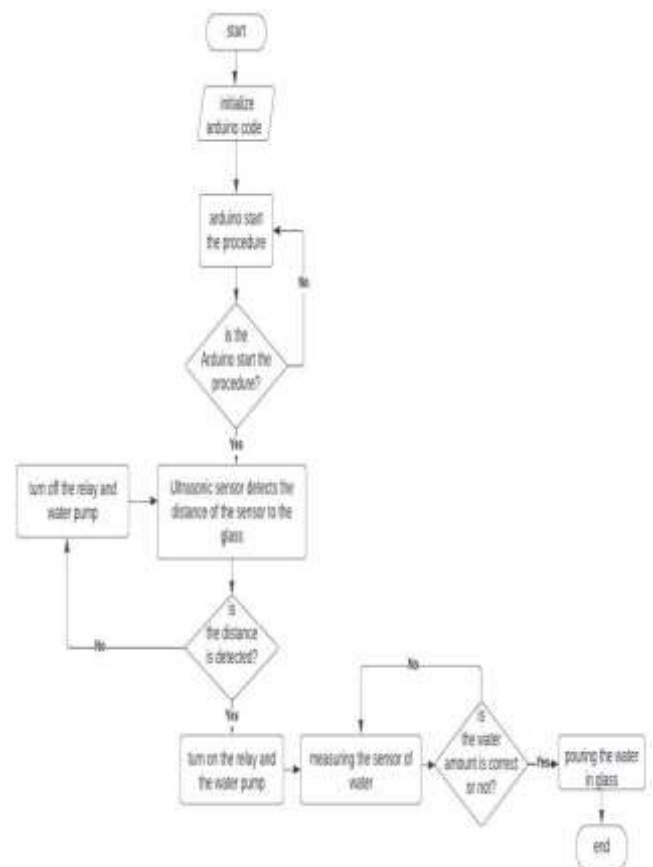 start
initialize
arduino code
arduino start
the procedure
No
is the
Arduino start the
procedure?
Yes
turn off the relay and
water pump
Ultrasonic sensor detects the
distance of the sensor to the
glass
Is
the distance
is detected?
No
Yes
turn on the relay and
the water pump
measuring the sensor of
water
No
Is
the water
amount is correct
or not?
Yes
pouring the water
in glass
end